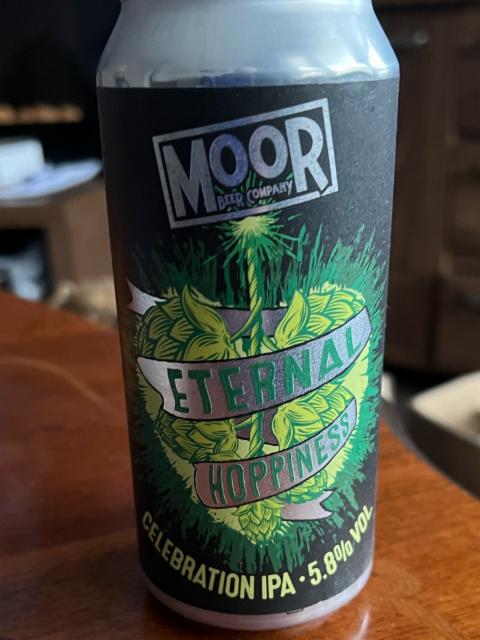 MOOR
BEER COMPANY
ETERNAL
HOPPINESS
CELEBRATION IPA · 5.8% VOL